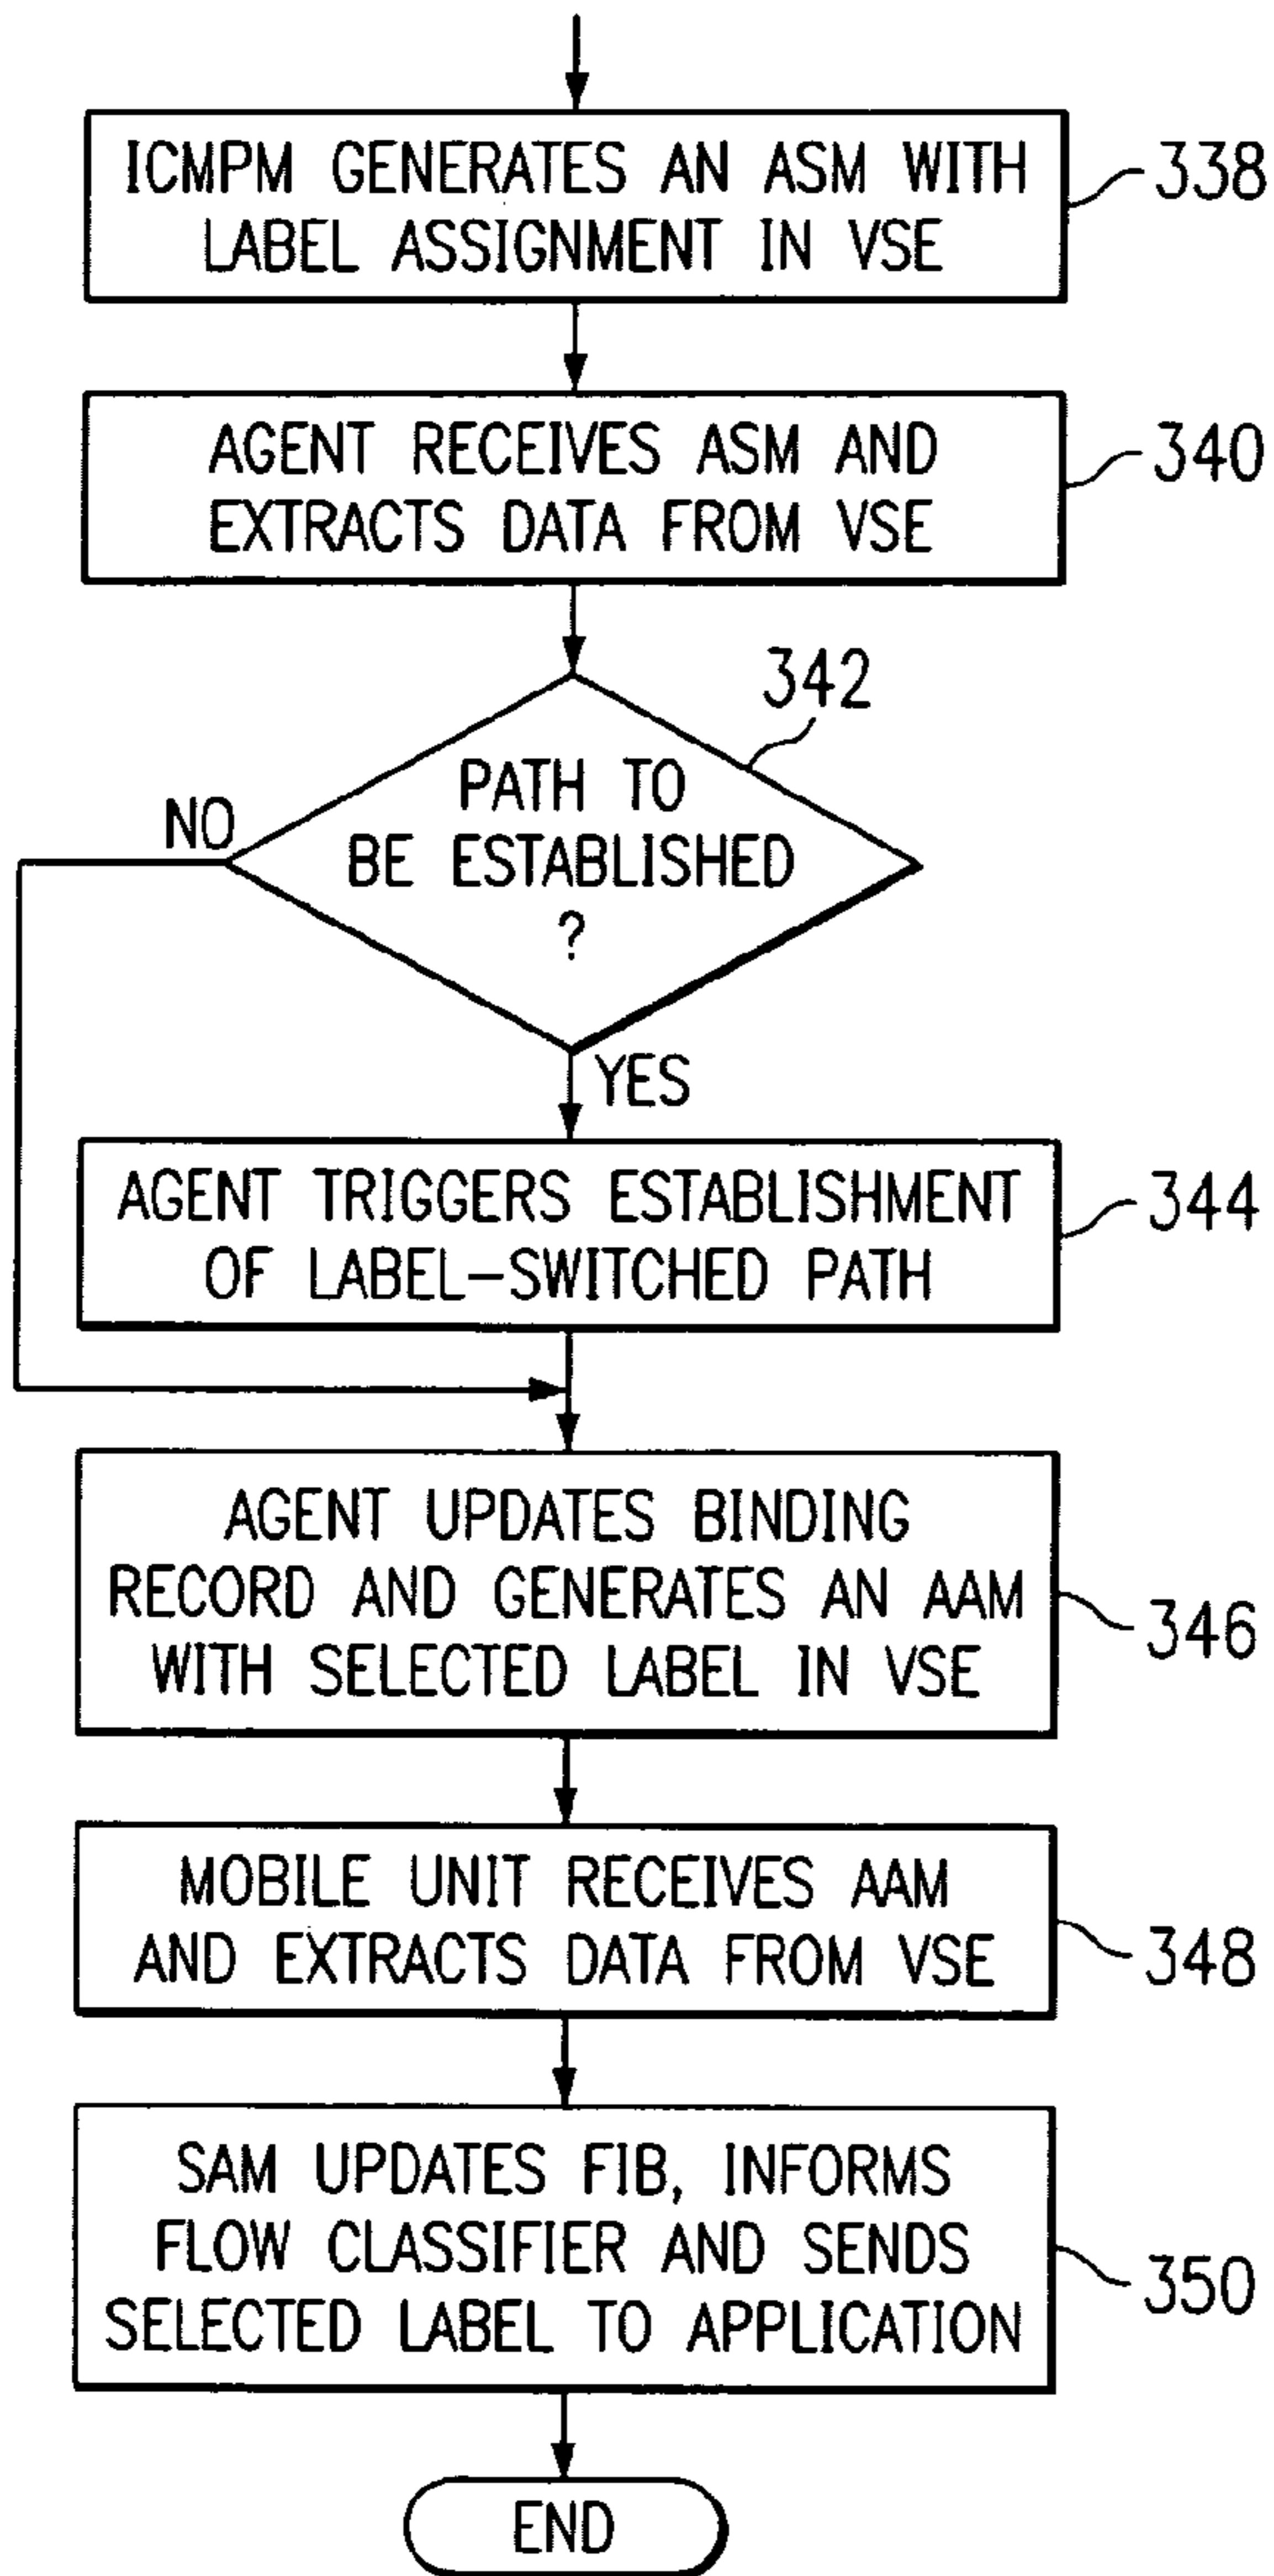 ICMPM GENERATES AN ASM WITH
LABEL ASSIGNMENT IN VSE
338
AGENT RECEIVES ASM AND
EXTRACTS DATA FROM VSE
340
342
PATH TO
BE ESTABLISHED
?
NO
YES
AGENT TRIGGERS ESTABLISHMENT
OF LABEL-SWITCHED PATH
344
AGENT UPDATES BINDING
RECORD AND GENERATES AN AAM
WITH SELECTED LABEL IN VSE
346
MOBILE UNIT RECEIVES AAM
AND EXTRACTS DATA FROM VSE
348
SAM UPDATES FIB, INFORMS
FLOW CLASSIFIER AND SENDS
SELECTED LABEL TO APPLICATION
350
END